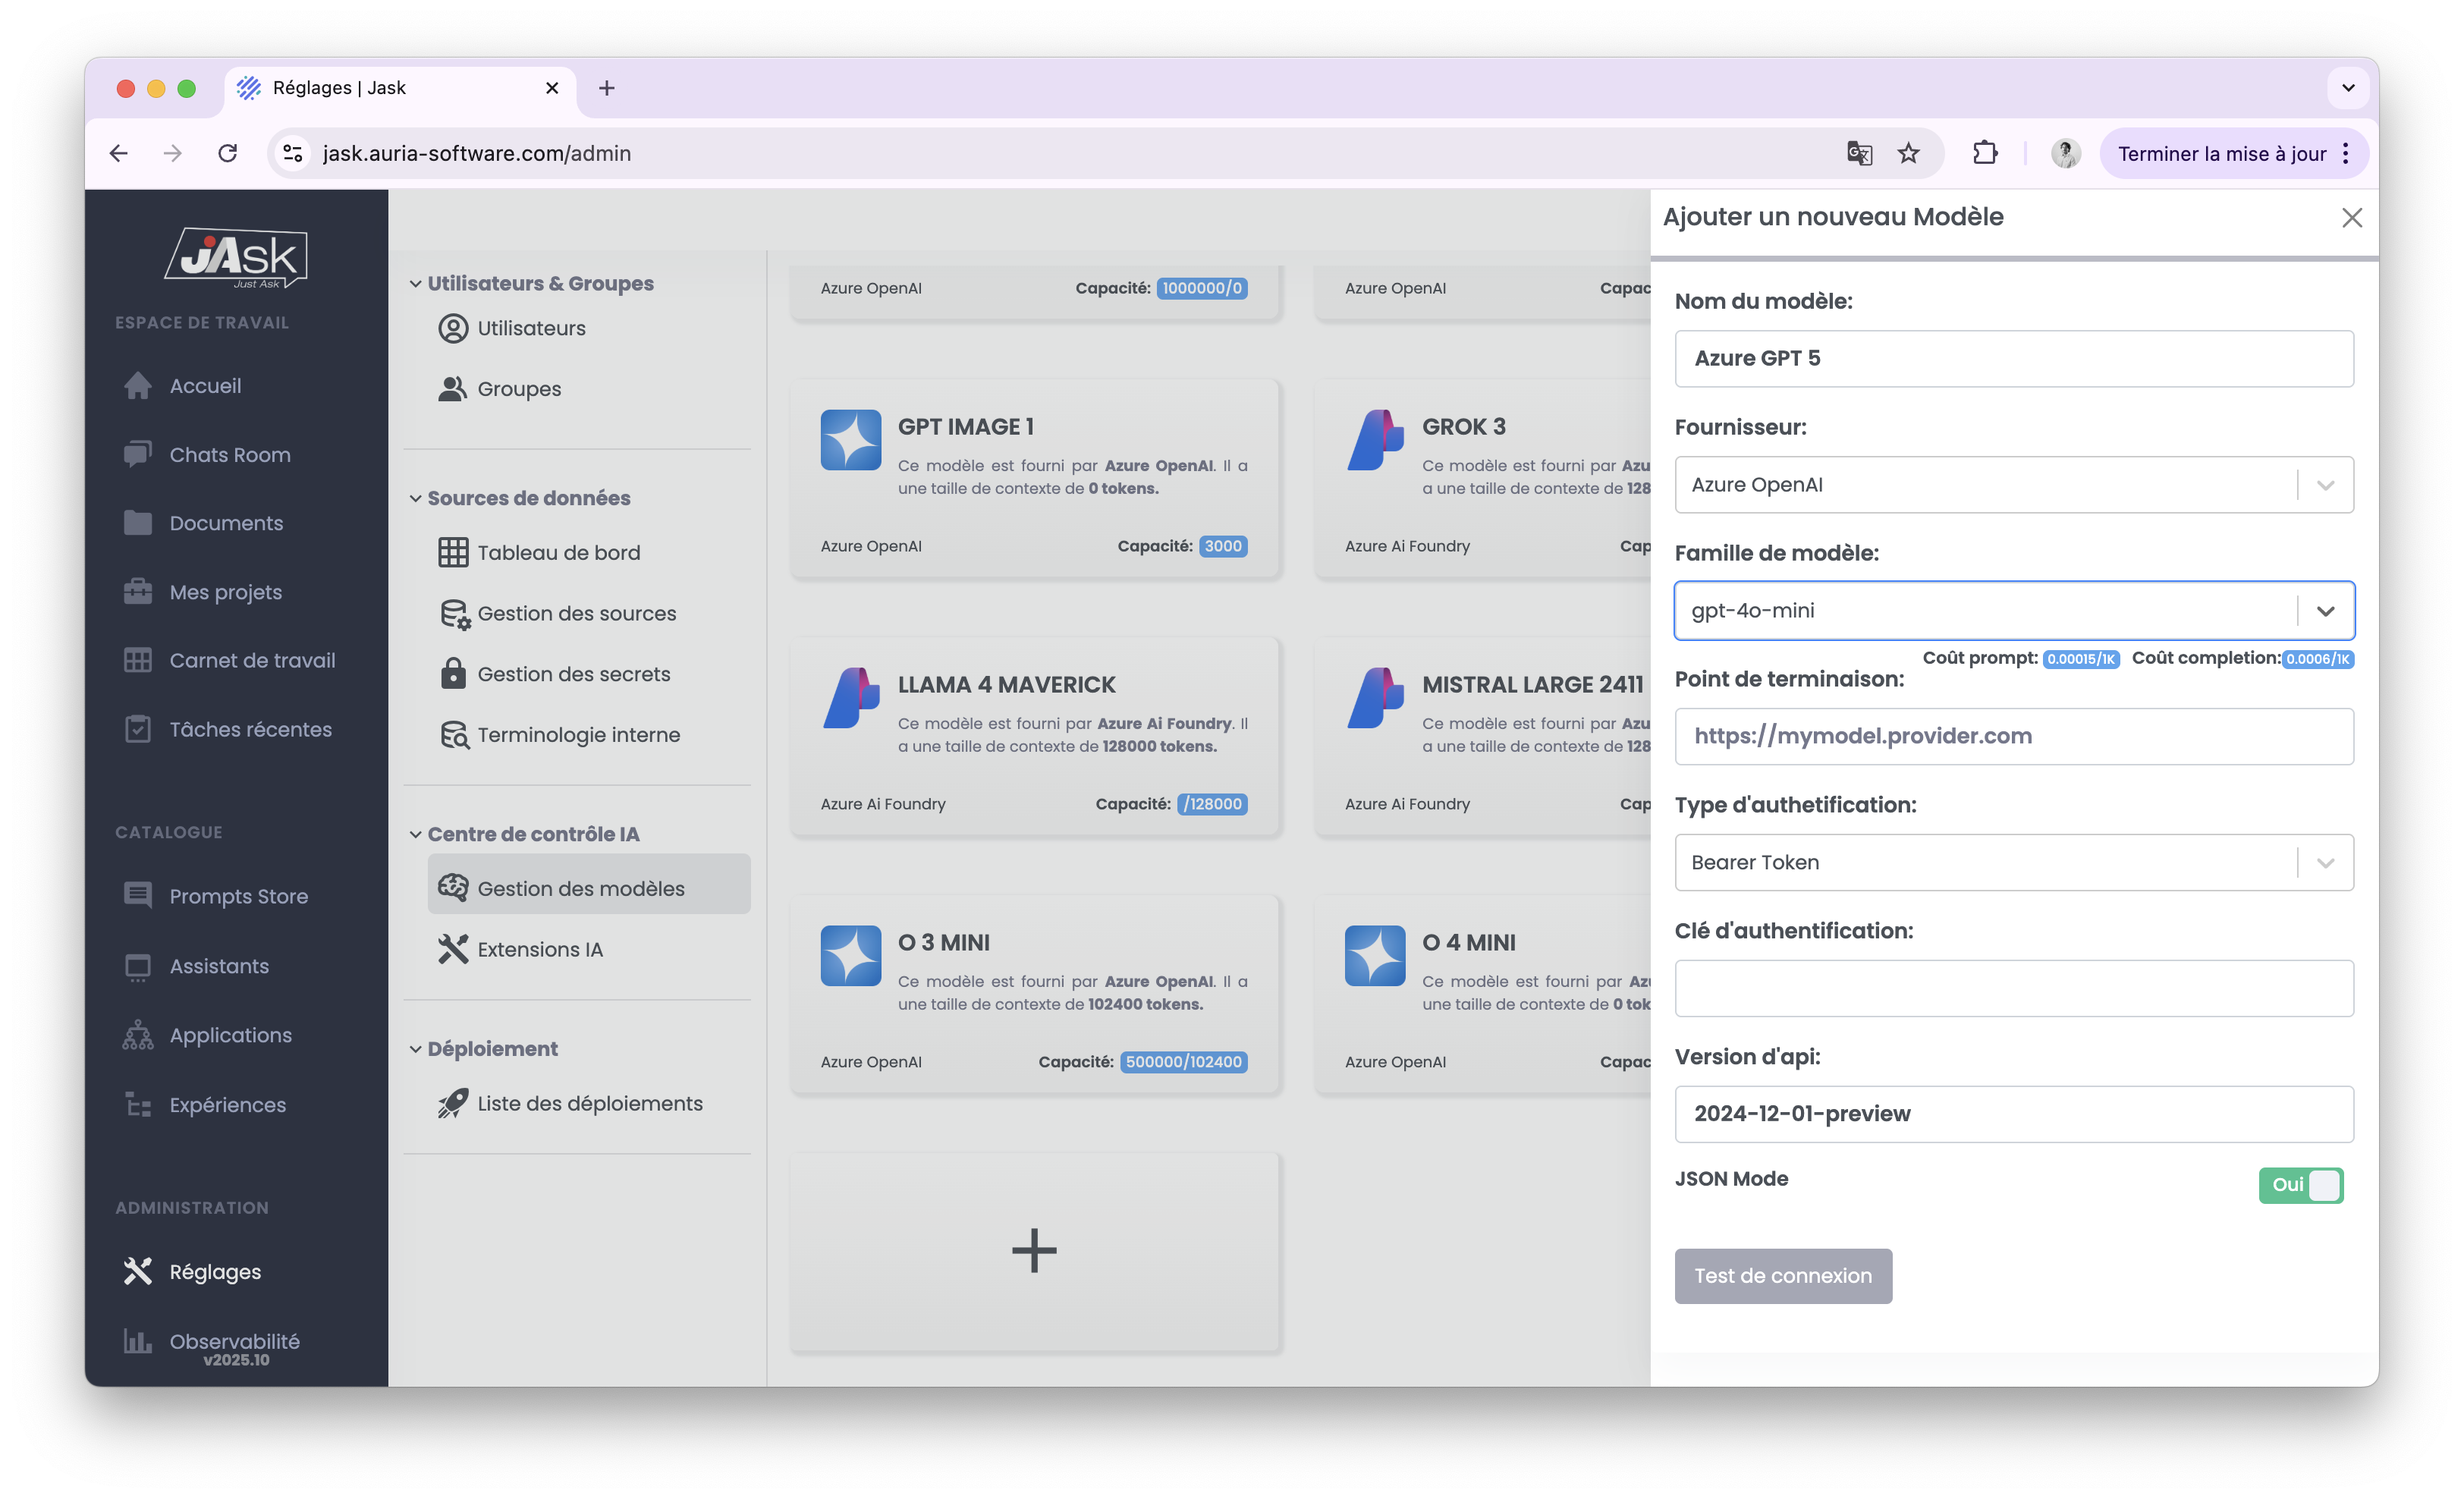 Réglages | Jask
jask.auria-software.com/admin
Terminer la mise à jour
jAsk
Just Ask
ESPACE DE TRAVAIL
Accueil
Chats Room
Documents
Mes projets
Carnet de travail
Tâches récentes
CATALOGUE
Prompts Store
Assistants
Applications
Expériences
ADMINISTRATION
Réglages
Observabilité
v2025.10
Utilisateurs & Groupes
Utilisateurs
Groupes
Sources de données
Tableau de bord
Gestion des sources
Gestion des secrets
Terminologie interne
Centre de contrôle IA
Gestion des modèles
Extensions IA
Déploiement
Liste des déploiements
Azure OpenAI Capacité: 1000000/0
Azure OpenAI Capac
GPT IMAGE 1
Ce modèle est fourni par Azure OpenAI. Il a
une taille de contexte de 0 tokens.
Azure OpenAI Capacité: 3000
GROK 3
Ce modèle est fourni par Azu
a une taille de contexte de 128
Azure Ai Foundry Cap
LLAMA 4 MAVERICK
Ce modèle est fourni par Azure Ai Foundry. Il
a une taille de contexte de 128000 tokens.
Azure Ai Foundry Capacité: /128000
MISTRAL LARGE 2411
Ce modèle est fourni par Azu
a une taille de contexte de 128
Azure Ai Foundry Cap
O 3 MINI
Ce modèle est fourni par Azure OpenAI. Il a
une taille de contexte de 102400 tokens.
Azure OpenAI Capacité: 500000/102400
O 4 MINI
Ce modèle est fourni par Az
une taille de contexte de 0 tok
Azure OpenAI Capac
Ajouter un nouveau Modèle
Nom du modèle:
Azure GPT 5
Fournisseur:
Azure OpenAI
Famille de modèle:
gpt-4o-mini
Coût prompt: 0.00015/1K Coût completion: 0.0006/1K
Point de terminaison:
https://mymodel.provider.com
Type d'authetification:
Bearer Token
Clé d'authentification:
Version d'api:
2024-12-01-preview
JSON Mode
Oui
Test de connexion